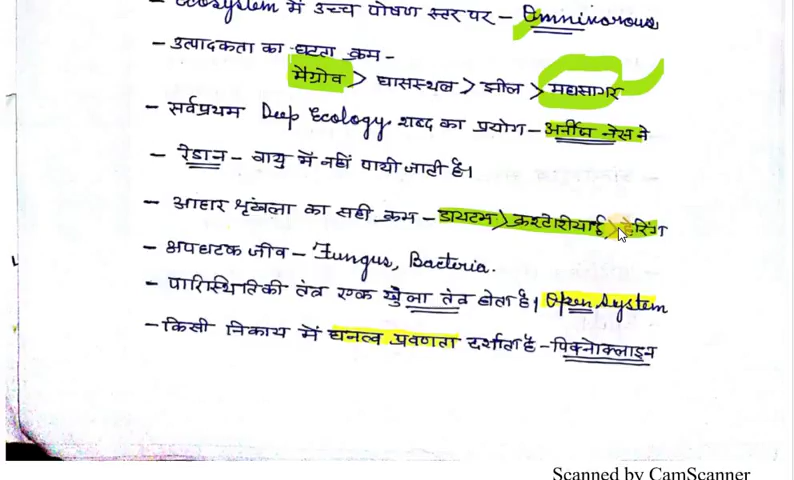 - Ecosystem में उच्च पोषण स्तर पर - Omnivorous
- उत्पादकता का घटता क्रम-
मैंग्रोव > घासस्थल > झील > महासागर
- सर्वप्रथम Deep Ecology शब्द का प्रयोग - अर्नीज नेस ने
- रेडान - वायु में नहीं पायी जाती है।
- आहार श्रृंखला का सही क्रम - डायटम > क्रस्टेशियाई > हेरिंग
- अपघटक जीव - Fungus, Bacteria.
- पारिस्थितिकी तंत्र एक खुला तंत्र होता है। Open System
- किसी निकाय में घनत्व प्रवणता दर्शाता है - पिक्नोक्लाइन
Scanned by CamScanner